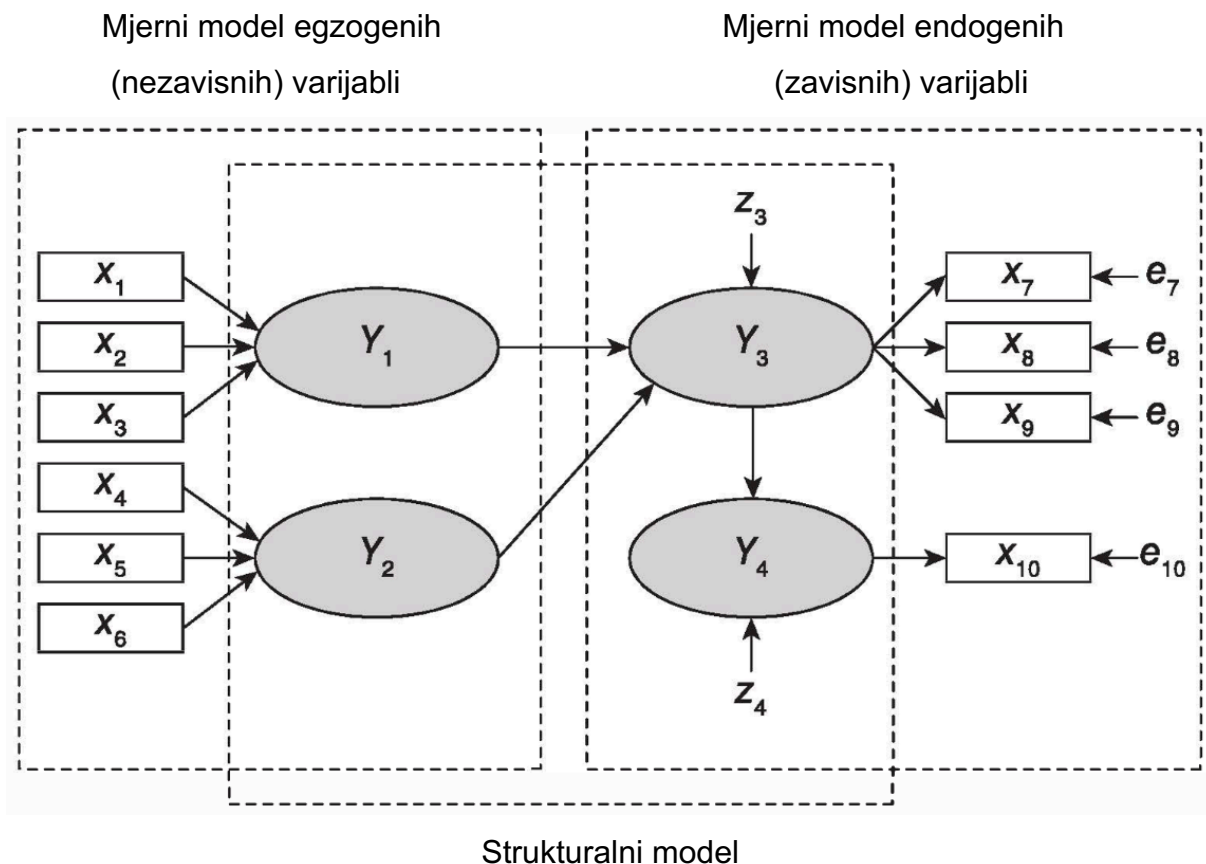 Mjerni model egzogenih
(nezavisnih) varijabli
Mjerni model endogenih
(zavisnih) varijabli
z₃
x₁
x₂
x₃
x₄
x₅
x₆
Y₁
Y₂
Y₃
Y₄
x₇
e₇
x₈
e₈
x₉
e₉
x₁₀
e₁₀
z₄
Strukturalni model